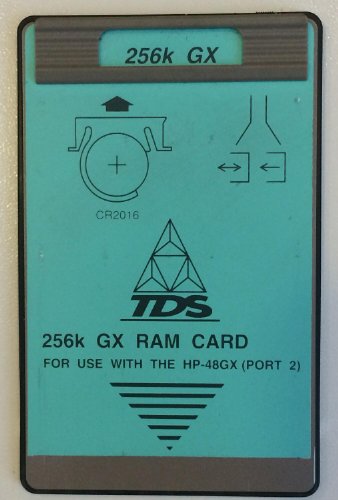 256k GX
CR2016
TDS
256k GX RAM CARD
FOR USE WITH THE HP-48GX (PORT 2)